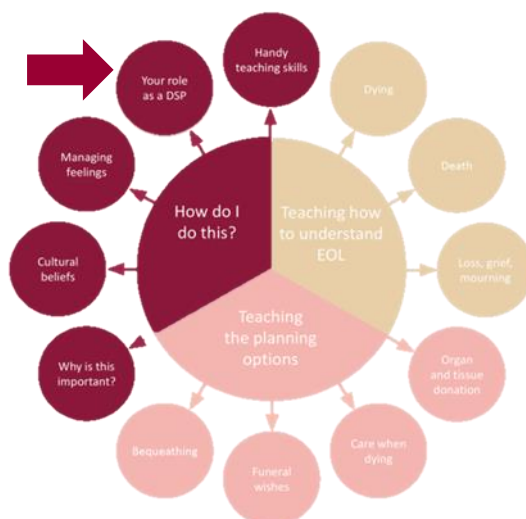 Handy
teaching skills
Your role
as a DSP
Dying
Managing
feelings
Death
How do I
do this?
Teaching how
to understand
EOL
Cultural
beliefs
Loss, grief,
mourning
Teaching
the planning
options
Why is this
important?
Organ
and tissue
donation
Bequeathing
Care when
dying
Funeral
wishes